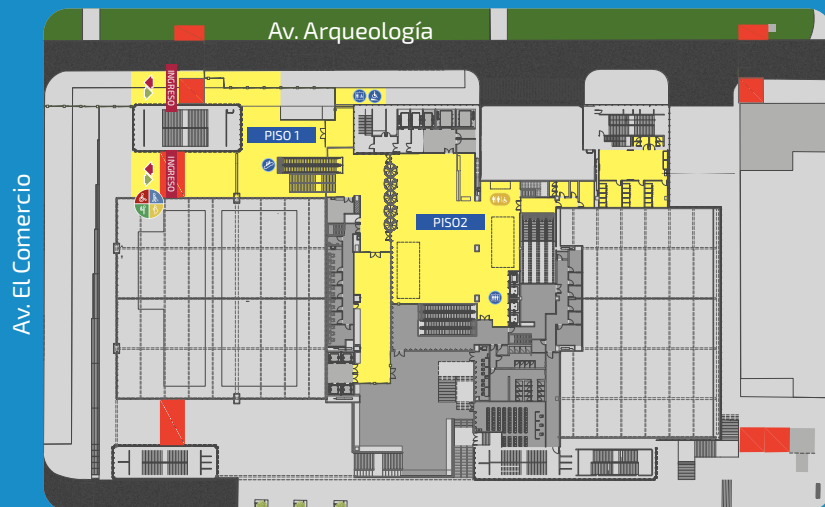 Av. Arqueología
INGRESO
PISO 1
INGRESO
PISO2
Av. El Comercio